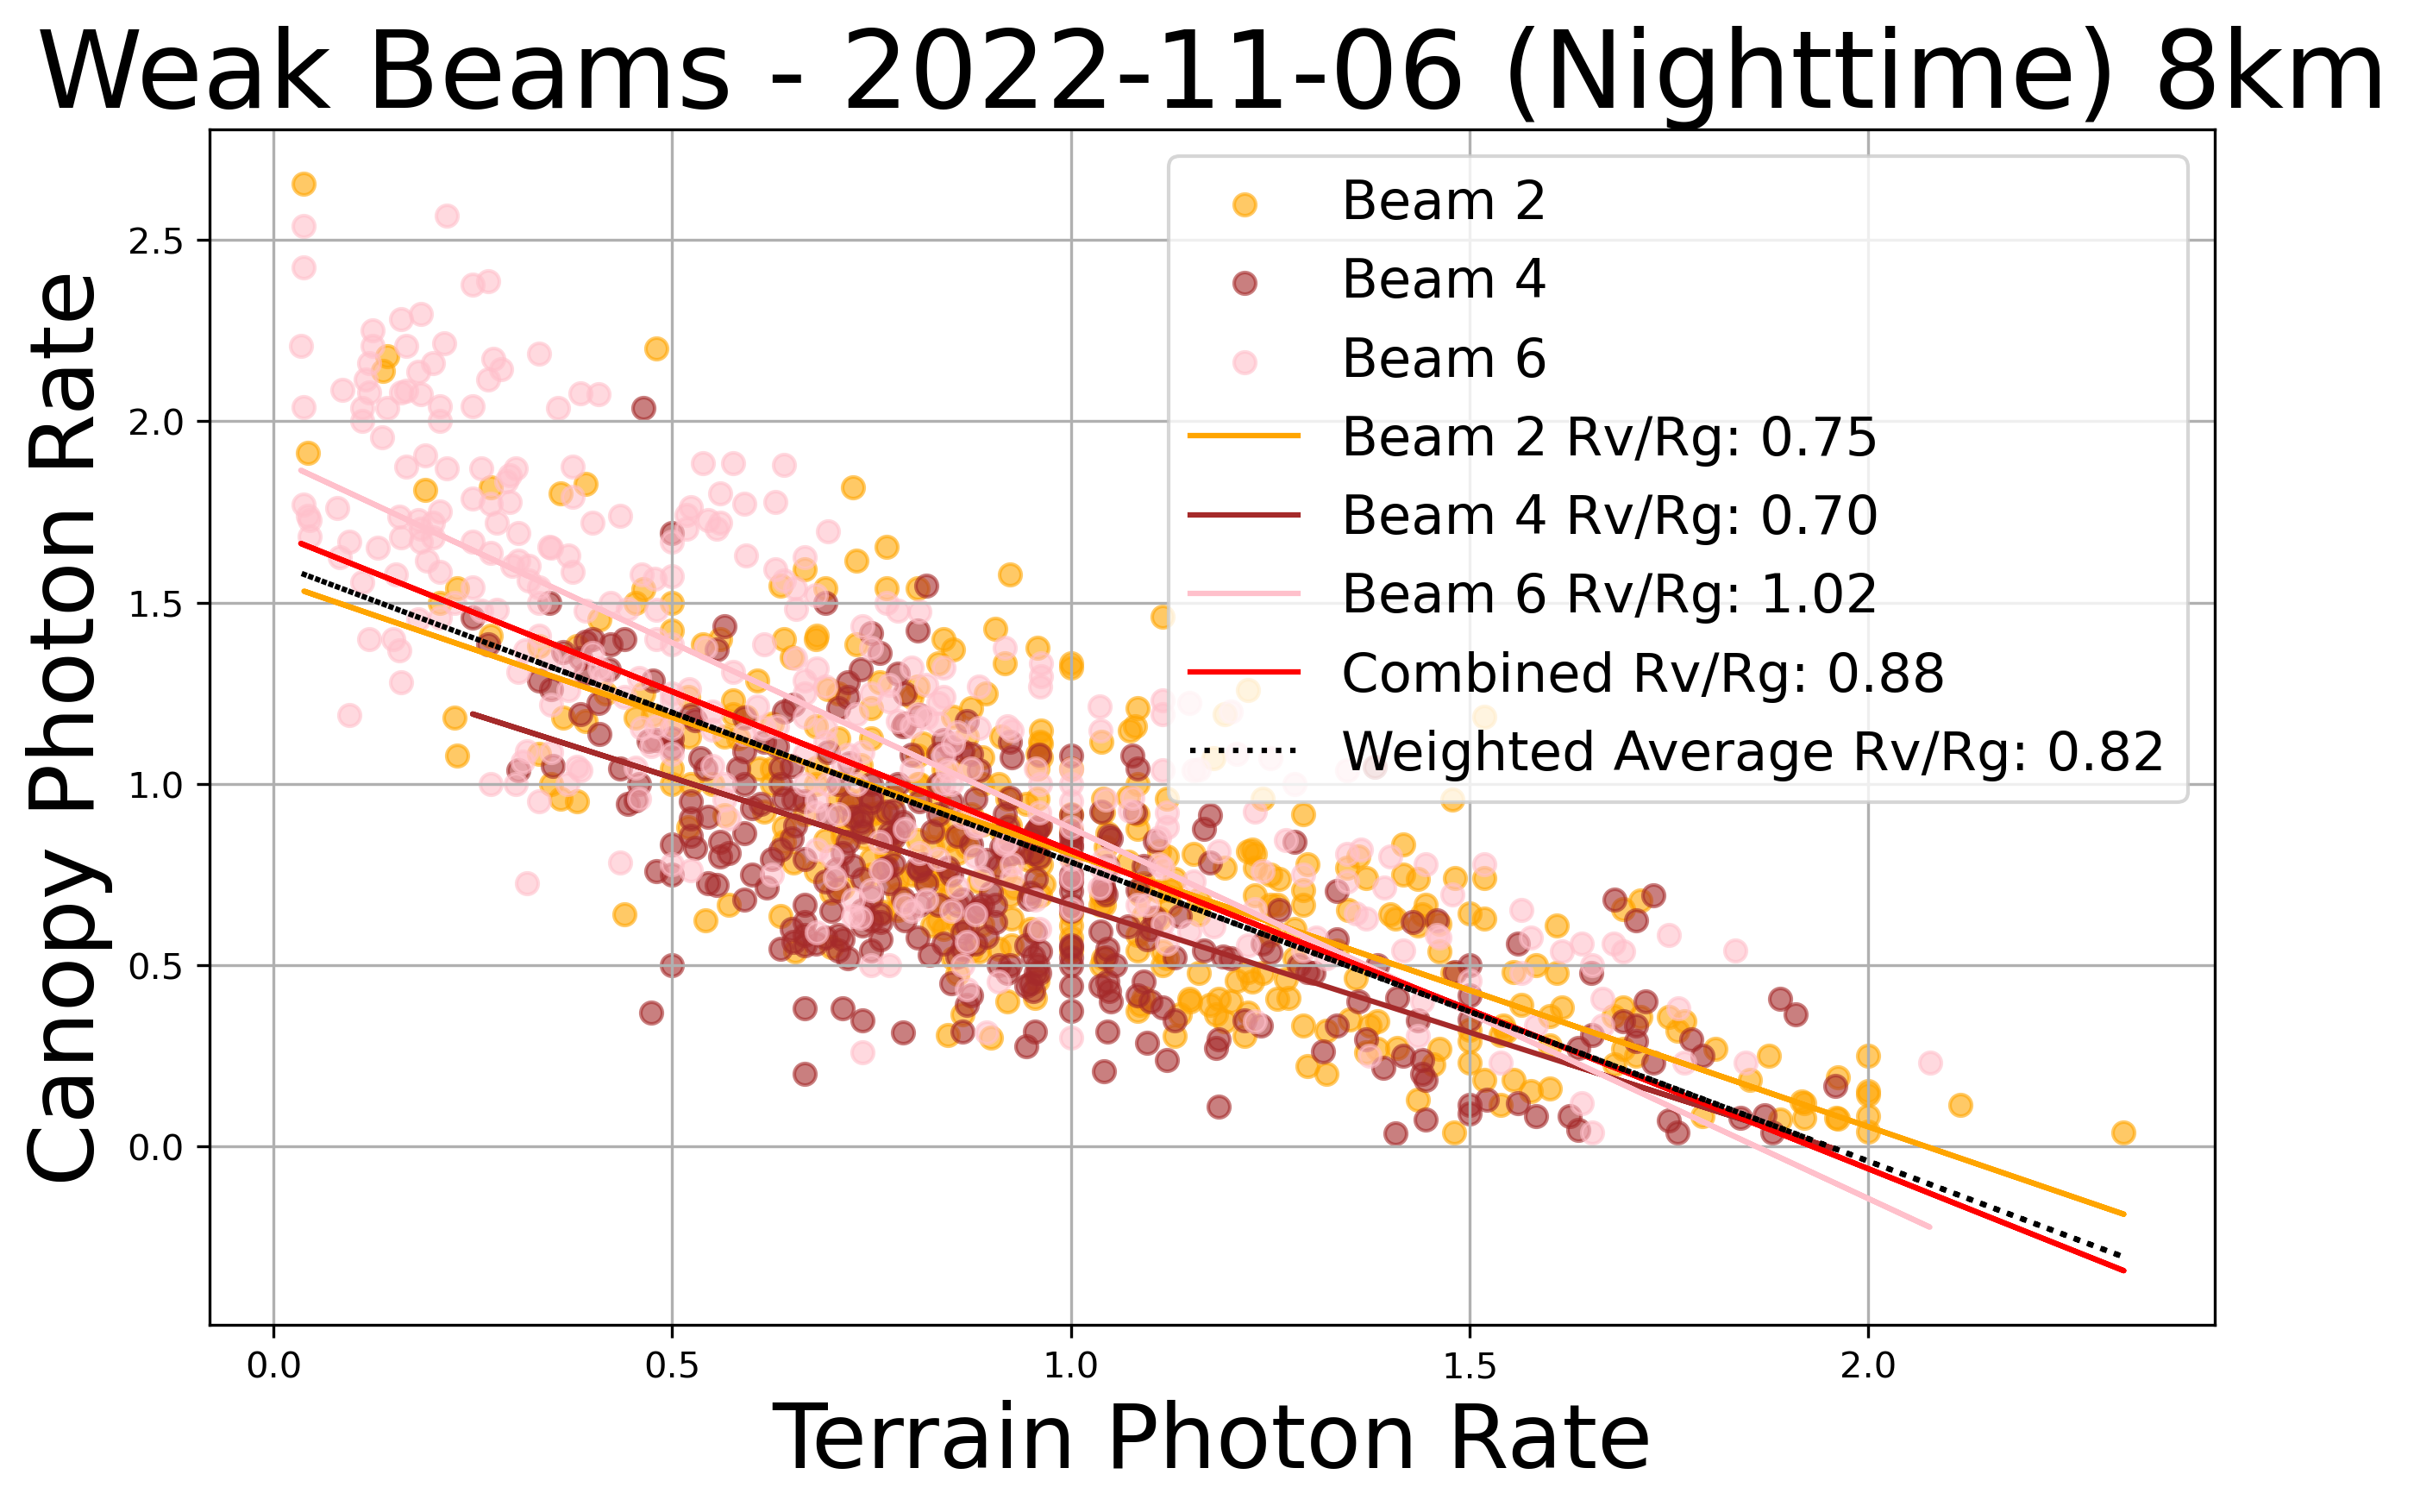 Weak Beams - 2022-11-06 (Nighttime) 8km
Canopy Photon Rate
2.5
2.0
1.5
1.0
0.5
0.0
Beam 2
Beam 4
Beam 6
Beam 2 Rv/Rg: 0.75
Beam 4 Rv/Rg: 0.70
Beam 6 Rv/Rg: 1.02
Combined Rv/Rg: 0.88
Weighted Average Rv/Rg: 0.82
0.0 0.5 1.0 1.5 2.0
Terrain Photon Rate